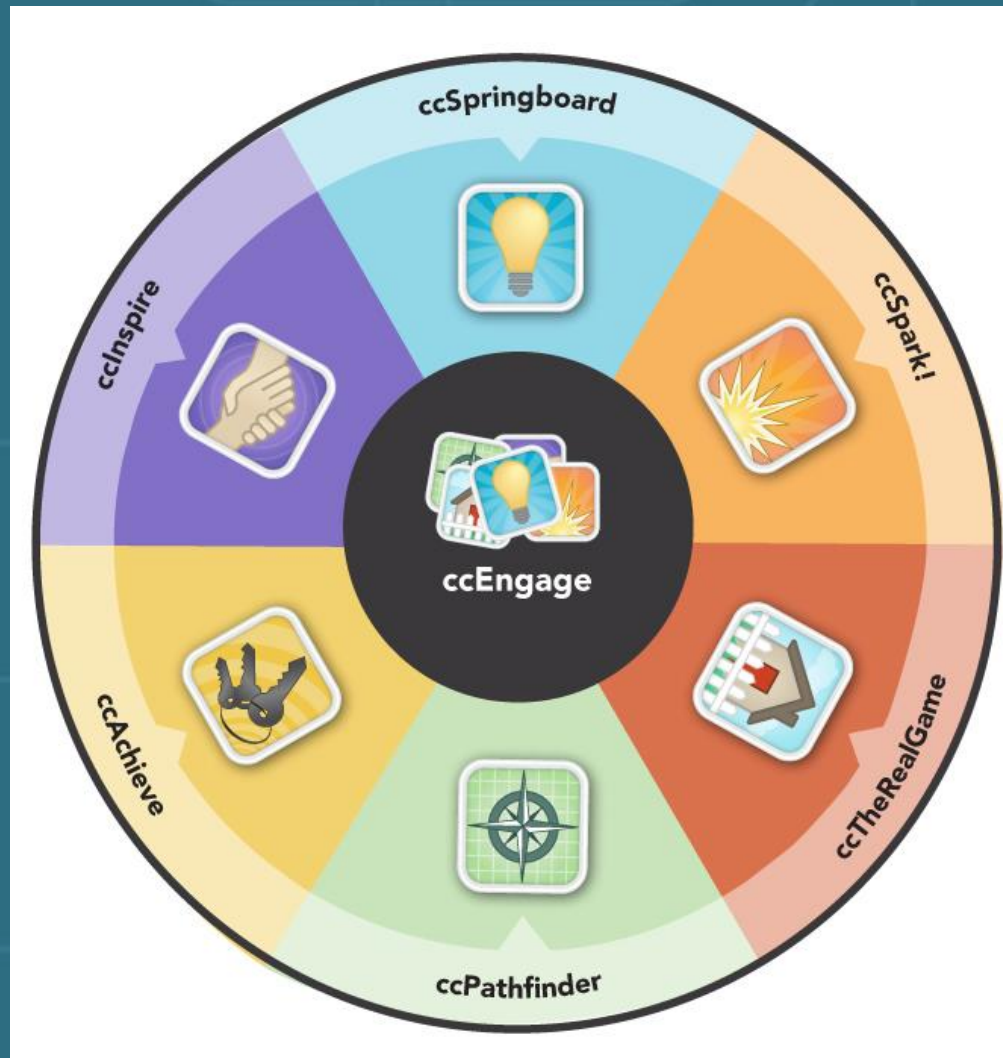 ccSpringboard
ccSpark!
ccTheRealGame
ccPathfinder
ccAchieve
ccInspire
ccEngage